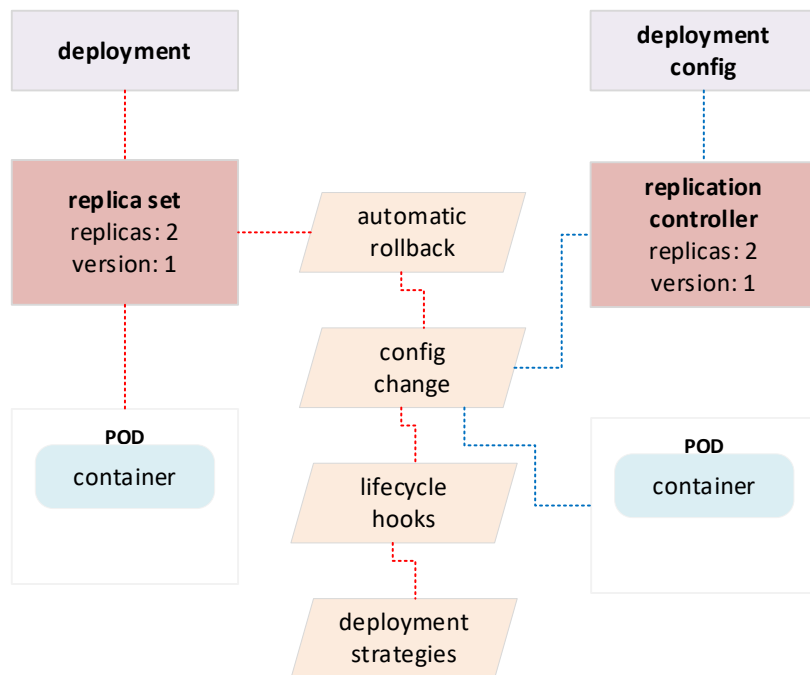 deployment
deployment
config
replica set
replicas: 2
version: 1
automatic
rollback
replication
controller
replicas: 2
version: 1
config
change
POD
container
POD
container
lifecycle
hooks
deployment
strategies